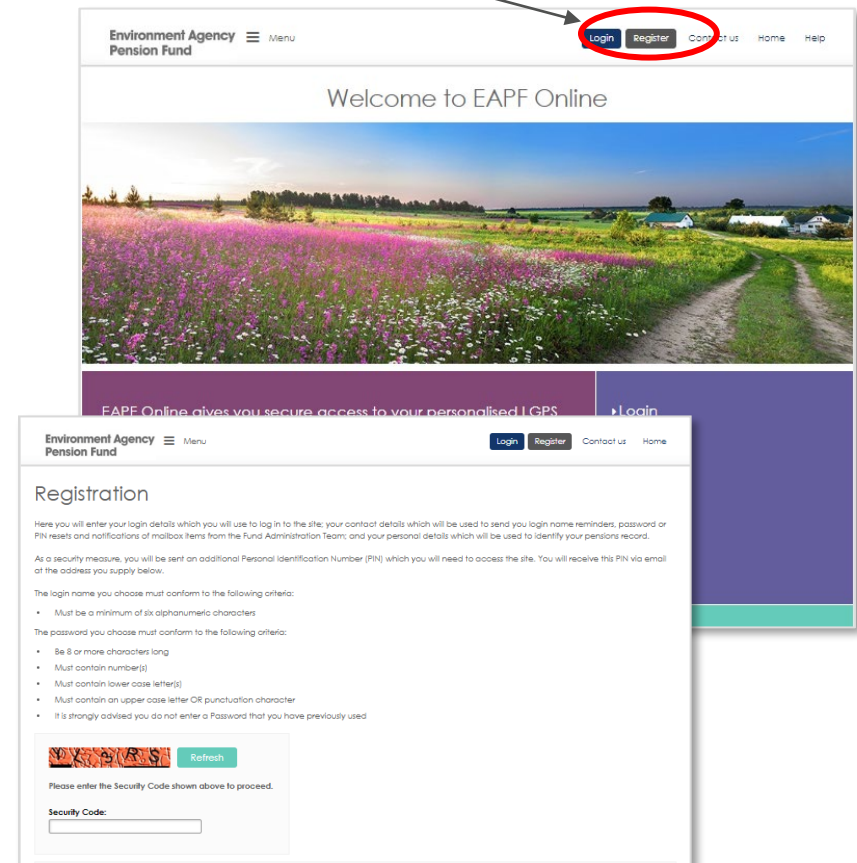 Environment Agency
Pension Fund
Menu
Login Register Contact us Home Help
Welcome to EAPF Online
EAPF Online gives you secure access to your personalised LGPS
Login
Environment Agency
Pension Fund
Menu
Login Register Contact us Home
Registration
Here you will enter your login details which you will use to log in to the site; your contact details which will be used to send you login name reminders, password or
PIN resets and notifications of mailbox items from the Fund Administration Team; and your personal details which will be used to identify your pensions record.
As a security measure, you will be sent an additional Personal Identification Number (PIN) which you will need to access the site. You will receive this PIN via email
at the address you supply below.
The login name you choose must conform to the following criteria:
• Must be a minimum of six alphanumeric characters
The password you choose must conform to the following criteria:
• Be 8 or more characters long
• Must contain number(s)
• Must contain lower case letter(s)
• Must contain an upper case letter OR punctuation character
• It is strongly advised you do not enter a Password that you have previously used
Refresh
Please enter the Security Code shown above to proceed.
Security Code: